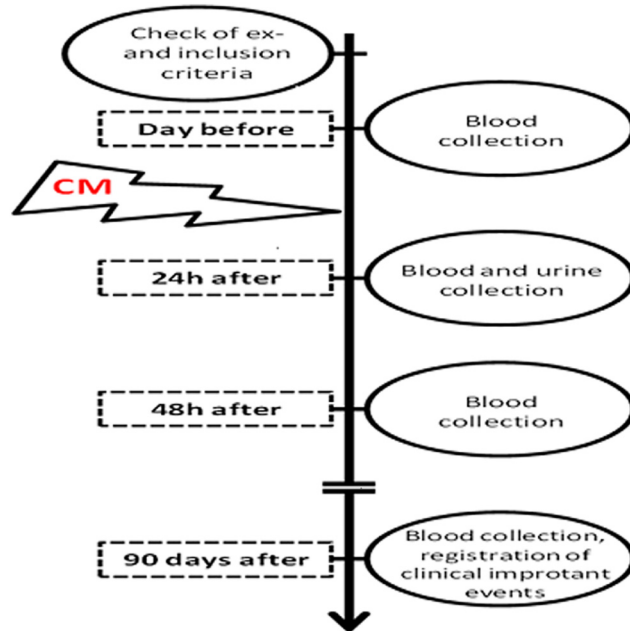 Check of ex-
and inclusion
criteria
Day before
Blood
collection
CM
24h after
Blood and urine
collection
48h after
Blood
collection
90 days after
Blood collection,
registration of
clinical improtant
events